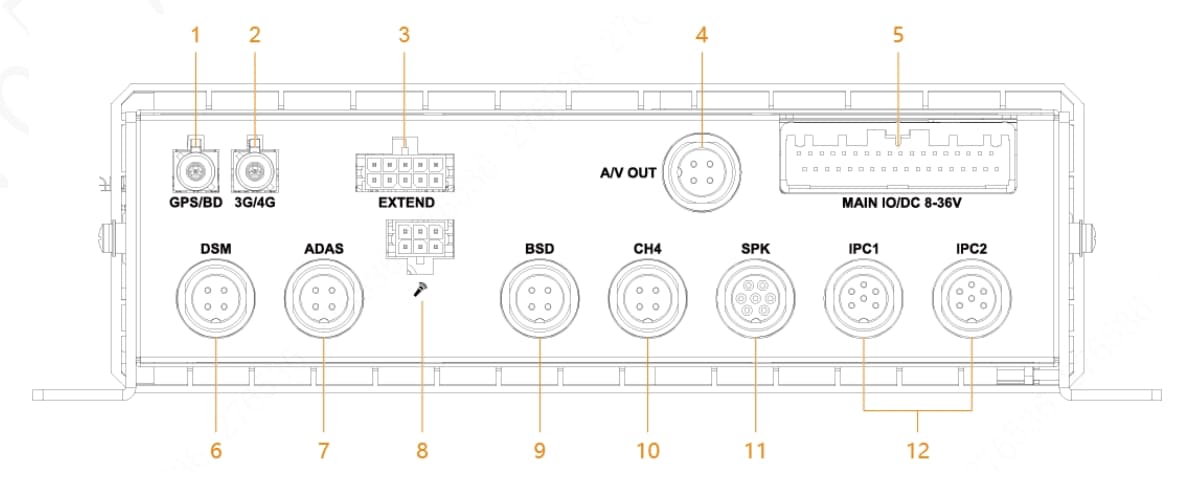 1 2 3 4 5
A/V OUT
GPS/BD 3G/4G EXTEND MAIN IO/DC 8-36V
DSM ADAS BSD CH4 SPK IPC1 IPC2
6 7 8 9 10 11 12